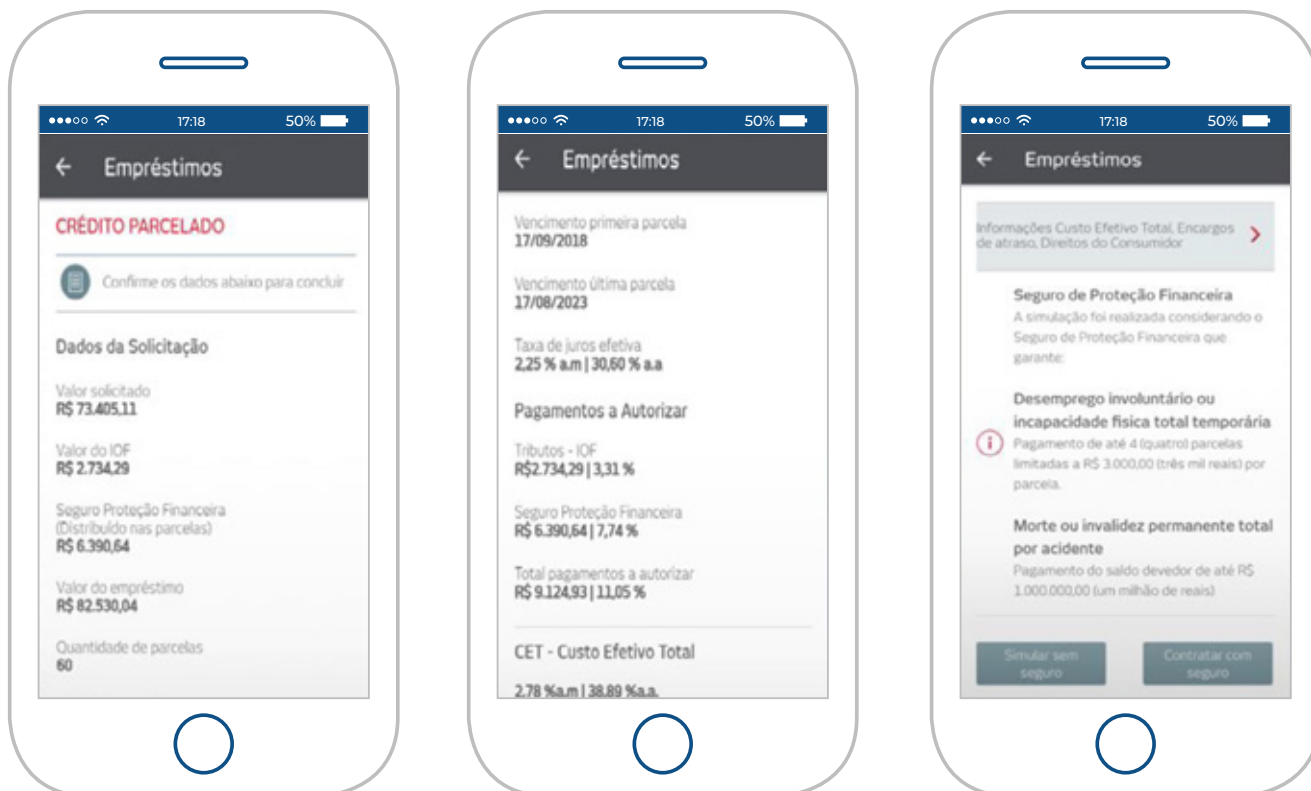 17:18
50%
Empréstimos
CRÉDITO PARCELADO
Confirme os dados abaixo para concluir
Dados da Solicitação
Valor solicitado
R$ 73.405,11
Valor do IOF
R$ 2.734,29
Seguro Proteção Financeira
(Distribuído nas parcelas)
R$ 6.390,64
Valor do empréstimo
R$ 82.530,04
Quantidade de parcelas
60
17:18
50%
Empréstimos
Vencimento primeira parcela
17/09/2018
Vencimento última parcela
17/08/2023
Taxa de juros efetiva
2,25 % a.m | 30,60 % a.a
Pagamentos a Autorizar
Tributos - IOF
R$2.734,29 | 3,31 %
Seguro Proteção Financeira
R$ 6.390,64 | 7,74 %
Total pagamentos a autorizar
R$ 9.124,93 | 11,05 %
CET - Custo Efetivo Total
2,78 %a.m | 38,89 %a.a.
17:18
50%
Empréstimos
Informações Custo Efetivo Total, Encargos
de atraso, Direitos do Consumidor
Seguro de Proteção Financeira
A simulação foi realizada considerando o
Seguro de Proteção Financeira que
garante:
Desemprego involuntário ou
incapacidade física total temporária
Pagamento de até 4 (quatro) parcelas
limitadas a R$ 3.000,00 (três mil reais) por
parcela.
Morte ou invalidez permanente total
por acidente
Pagamento do saldo devedor de até R$
1.000.000,00 (um milhão de reais)
Simular sem
seguro
Contratar com
seguro